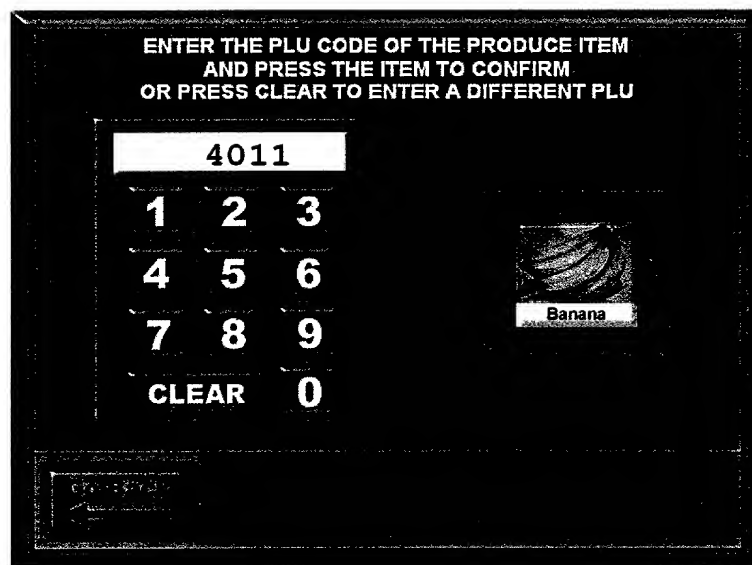 ENTER THE PLU CODE OF THE PRODUCE ITEM
AND PRESS THE ITEM TO CONFIRM
OR PRESS CLEAR TO ENTER A DIFFERENT PLU
4011
1 2 3
4 5 6
7 8 9
CLEAR 0
Banana